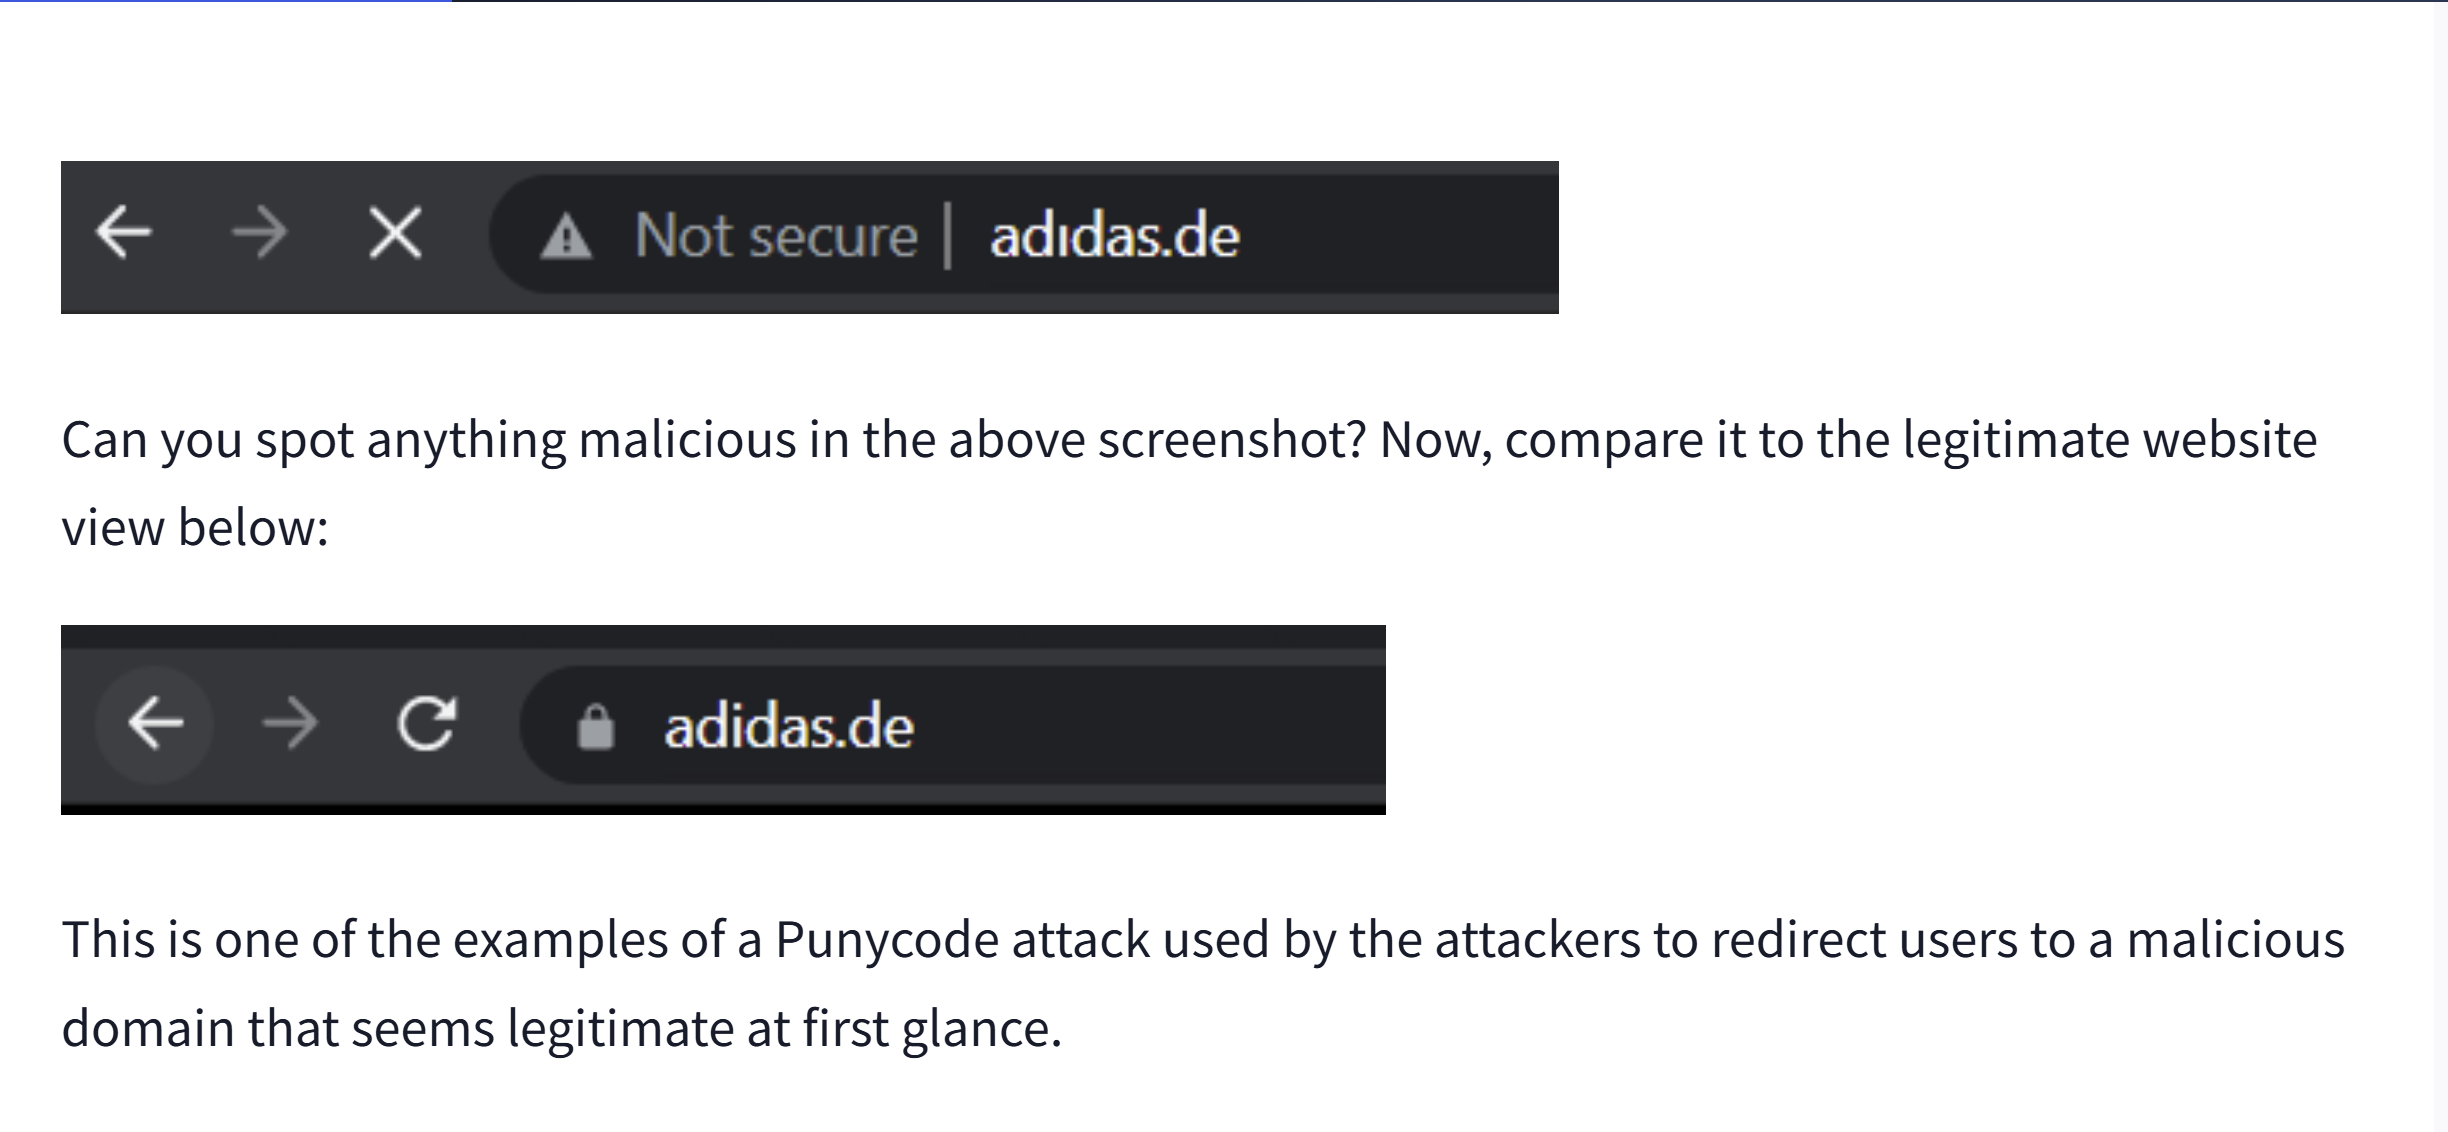 Not secure | adıdas.de
Can you spot anything malicious in the above screenshot? Now, compare it to the legitimate website
view below:
adidas.de
This is one of the examples of a Punycode attack used by the attackers to redirect users to a malicious
domain that seems legitimate at first glance.